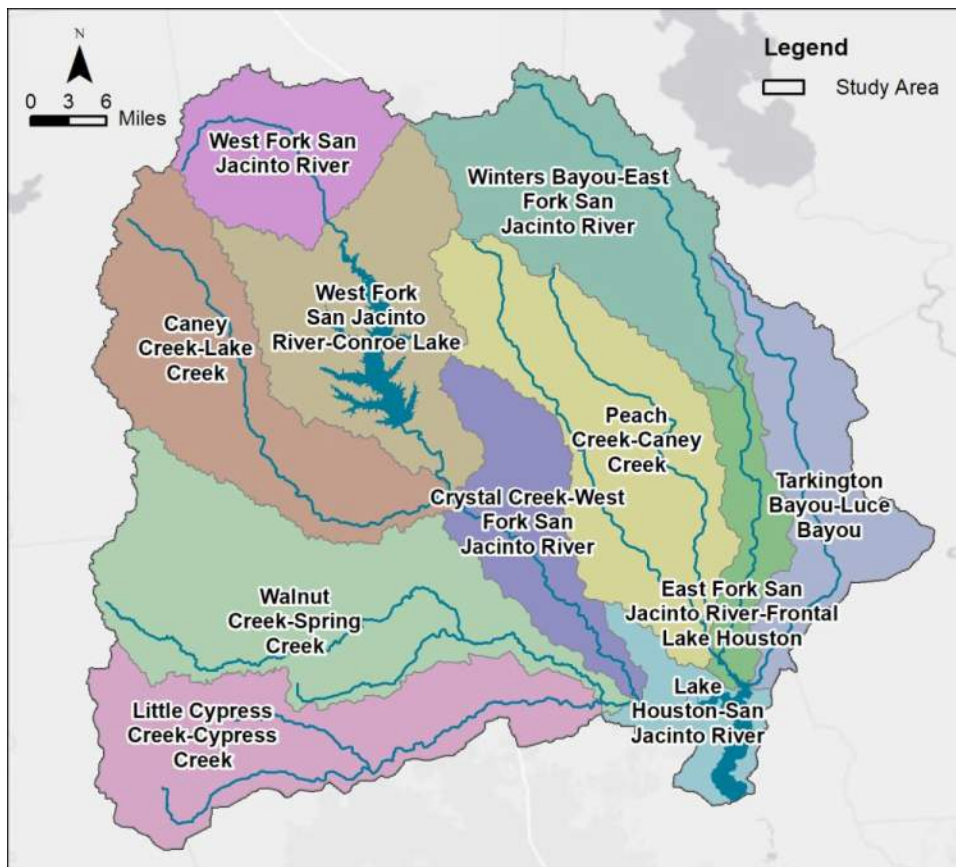 N
0 3 6
Miles
Legend
Study Area
West Fork San
Jacinto River
Winters Bayou-East
Fork San
Jacinto River
West Fork
San Jacinto
River-Conroe Lake
Caney
Creek-Lake
Creek
Peach
Creek-Caney
Creek
Tarkington
Bayou-Luce
Bayou
Crystal Creek-West
Fork San
Jacinto River
Walnut
Creek-Spring
Creek
East Fork San
Jacinto River-Frontal
Lake Houston
Lake
Houston-San
Jacinto River
Little Cypress
Creek-Cypress
Creek